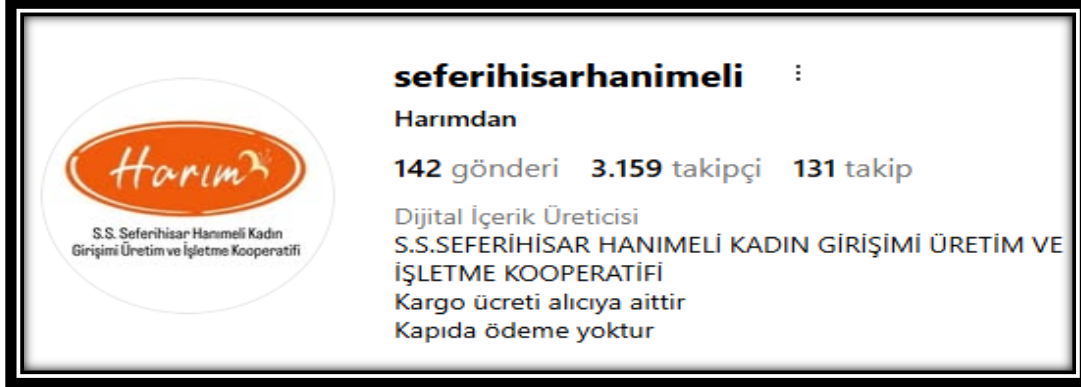 seferihisarhanimeli
Harımdan
142 gönderi 3.159 takipçi 131 takip
Dijital İçerik Üreticisi
S.S.SEFERİHİSAR HANIMELİ KADIN GİRİŞİMİ ÜRETİM VE
İŞLETME KOOPERATİFİ
Kargo ücreti alıcıya aittir
Kapıda ödeme yoktur
Harım
S.S. Seferihisar Hanımeli Kadın
Girişimi Üretim ve İşletme Kooperatifi